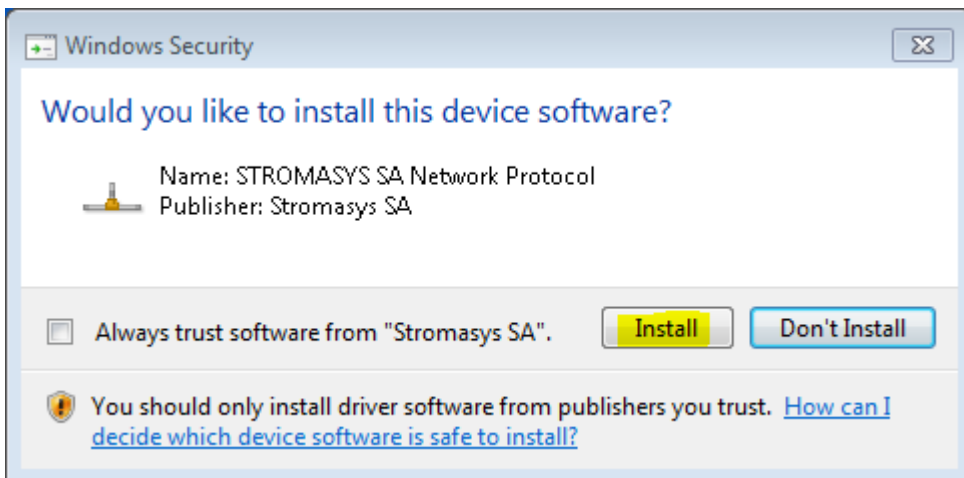 Windows Security
Would you like to install this device software?
Name: STROMASYS SA Network Protocol
Publisher: Stromasys SA
Always trust software from "Stromasys SA".
Install
Don't Install
You should only install driver software from publishers you trust. How can I
decide which device software is safe to install?